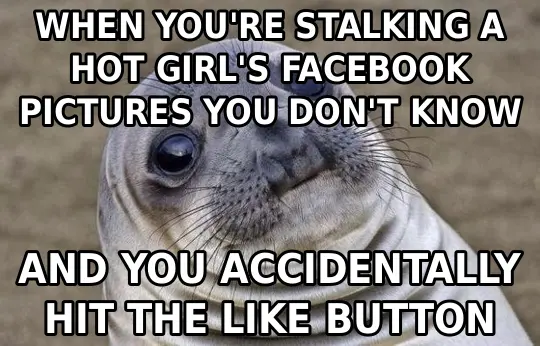 WHEN YOU'RE STALKING A
HOT GIRL'S FACEBOOK
PICTURES YOU DON'T KNOW
AND YOU ACCIDENTALLY
HIT THE LIKE BUTTON